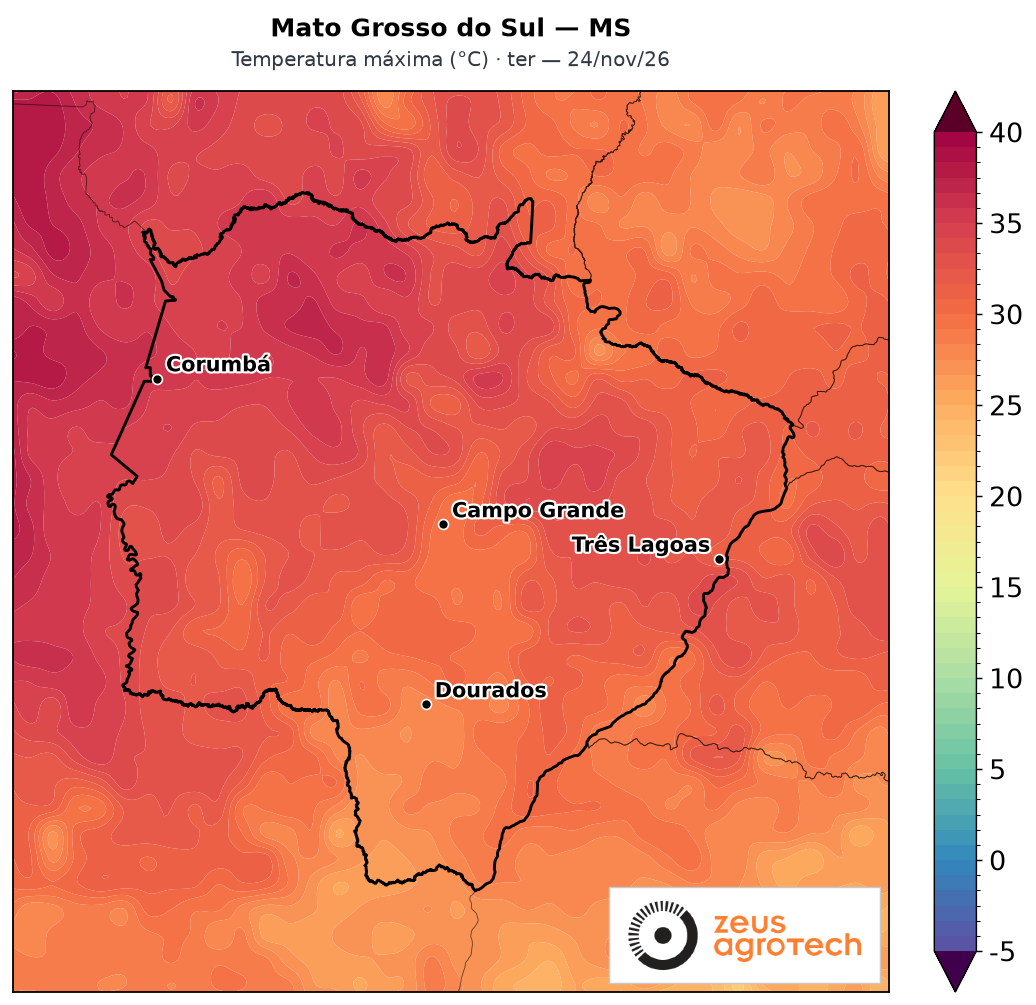 Mato Grosso do Sul — MS
Temperatura máxima (°C) · ter — 24/nov/26
Corumbá
Campo Grande
Três Lagoas
Dourados
40
35
30
25
20
15
10
5
0
-5
zeus
agrotech